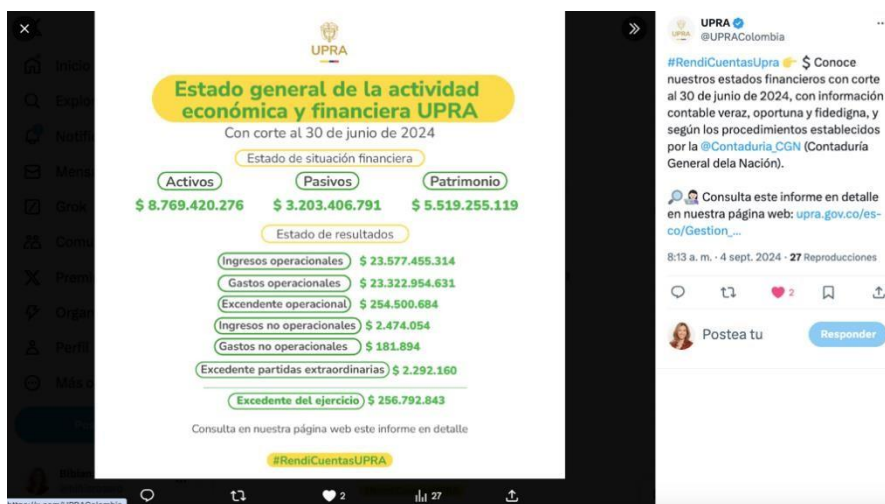 UPRA
Estado general de la actividad
económica y financiera UPRA
Con corte al 30 de junio de 2024
Estado de situación financiera
Activos Pasivos Patrimonio
$ 8.769.420.276 $ 3.203.406.791 $ 5.519.255.119
Estado de resultados
Ingresos operacionales $ 23.577.455.314
Gastos operacionales $ 23.322.954.631
Excendente operacional $ 254.500.684
Ingresos no operacionales $ 2.474.054
Gastos no operacionales $ 181.894
Excedente partidas extraordinarias $ 2.292.160
Excedente del ejercicio $ 256.792.843
Consulta en nuestra página web este informe en detalle
#RendiCuentasUPRA
2 27
Inicio
Grok
Perfil
UPRA
@UPRAColombia
#RendiCuentasUpra 👉 💲 Conoce
nuestros estados financieros con corte
al 30 de junio de 2024, con información
contable veraz, oportuna y fidedigna, y
según los procedimientos establecidos
por la @Contaduria_CGN (Contaduría
General dela Nación).
🔎 Consulta este informe en detalle
en nuestra página web: upra.gov.co/es-
co/Gestion_...
8:13 a. m. · 4 sept. 2024 · 27 Reproducciones
2
Postea tu Responder